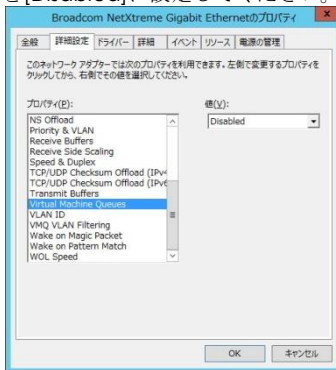 Broadcom NetXtreme Gigabit Ethernetのプロパティ
x
全般 詳細設定 ドライバー 詳細 イベント リソース 電源の管理
このネットワーク アダプターでは次のプロパティを利用できます。左側で変更するプロパティを
クリックしてから、右側でその値を選択してください。
プロパティ(P):
値(V):
NS Offload
Disabled
Priority & VLAN
Receive Buffers
Receive Side Scaling
Speed & Duplex
TCP/UDP Checksum Offload (IPv4
TCP/UDP Checksum Offload (IPv6
Transmit Buffers
Virtual Machine Queues
VLAN ID
VMQ VLAN Filtering
Wake on Magic Packet
Wake on Pattern Match
WOL Speed
OK キャンセル